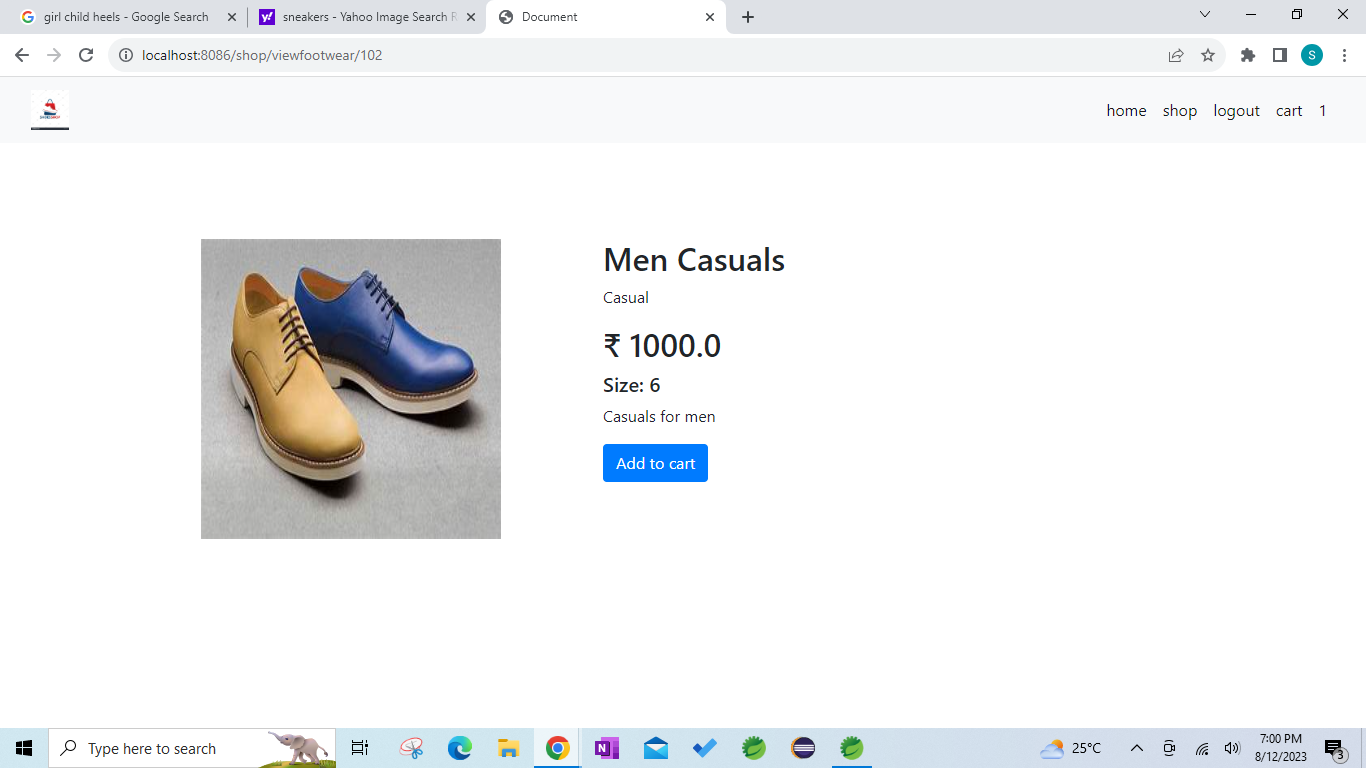 girl child heels - Google Search
sneakers - Yahoo Image Search R
Document
localhost:8086/shop/viewfootwear/102
S
home shop logout cart 1
Men Casuals
Casual
₹ 1000.0
Size: 6
Casuals for men
Add to cart
Type here to search
25°C
7:00 PM
8/12/2023
3